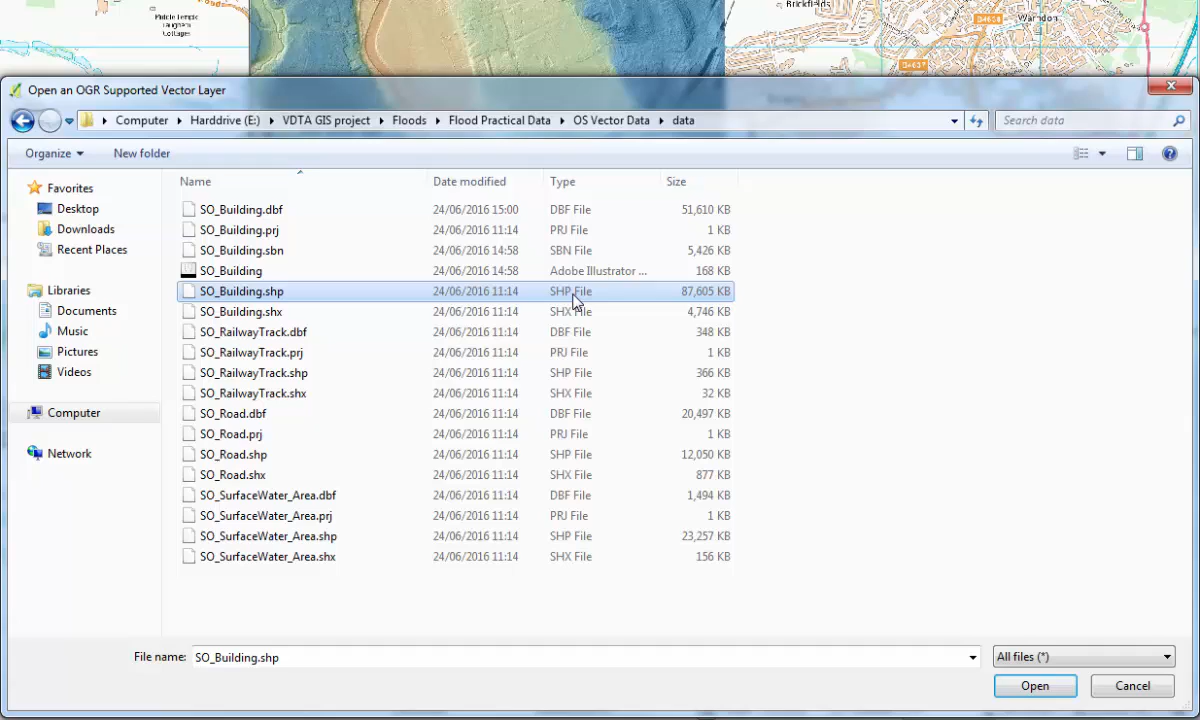 Middle Temple
Laughern
Cottages
Brickfields
B4638
Warndon
B4637
Open an OGR Supported Vector Layer
Computer
Harddrive (E:)
VDTA GIS project
Floods
Flood Practical Data
OS Vector Data
data
Search data
Organize
New folder
Name
Date modified
Type
Size
Favorites
Desktop
Downloads
Recent Places
Libraries
Documents
Music
Pictures
Videos
Computer
Network
SO_Building.dbf 24/06/2016 15:00 DBF File 51,610 KB
SO_Building.prj 24/06/2016 11:14 PRJ File 1 KB
SO_Building.sbn 24/06/2016 14:58 SBN File 5,426 KB
SO_Building 24/06/2016 14:58 Adobe Illustrator ... 168 KB
SO_Building.shp 24/06/2016 11:14 SHP File 87,605 KB
SO_Building.shx 24/06/2016 11:14 SHX File 4,746 KB
SO_RailwayTrack.dbf 24/06/2016 11:14 DBF File 348 KB
SO_RailwayTrack.prj 24/06/2016 11:14 PRJ File 1 KB
SO_RailwayTrack.shp 24/06/2016 11:14 SHP File 366 KB
SO_RailwayTrack.shx 24/06/2016 11:14 SHX File 32 KB
SO_Road.dbf 24/06/2016 11:14 DBF File 20,497 KB
SO_Road.prj 24/06/2016 11:14 PRJ File 1 KB
SO_Road.shp 24/06/2016 11:14 SHP File 12,050 KB
SO_Road.shx 24/06/2016 11:14 SHX File 877 KB
SO_SurfaceWater_Area.dbf 24/06/2016 11:14 DBF File 1,494 KB
SO_SurfaceWater_Area.prj 24/06/2016 11:14 PRJ File 1 KB
SO_SurfaceWater_Area.shp 24/06/2016 11:14 SHP File 23,257 KB
SO_SurfaceWater_Area.shx 24/06/2016 11:14 SHX File 156 KB
File name: SO_Building.shp
All files (*)
Open
Cancel